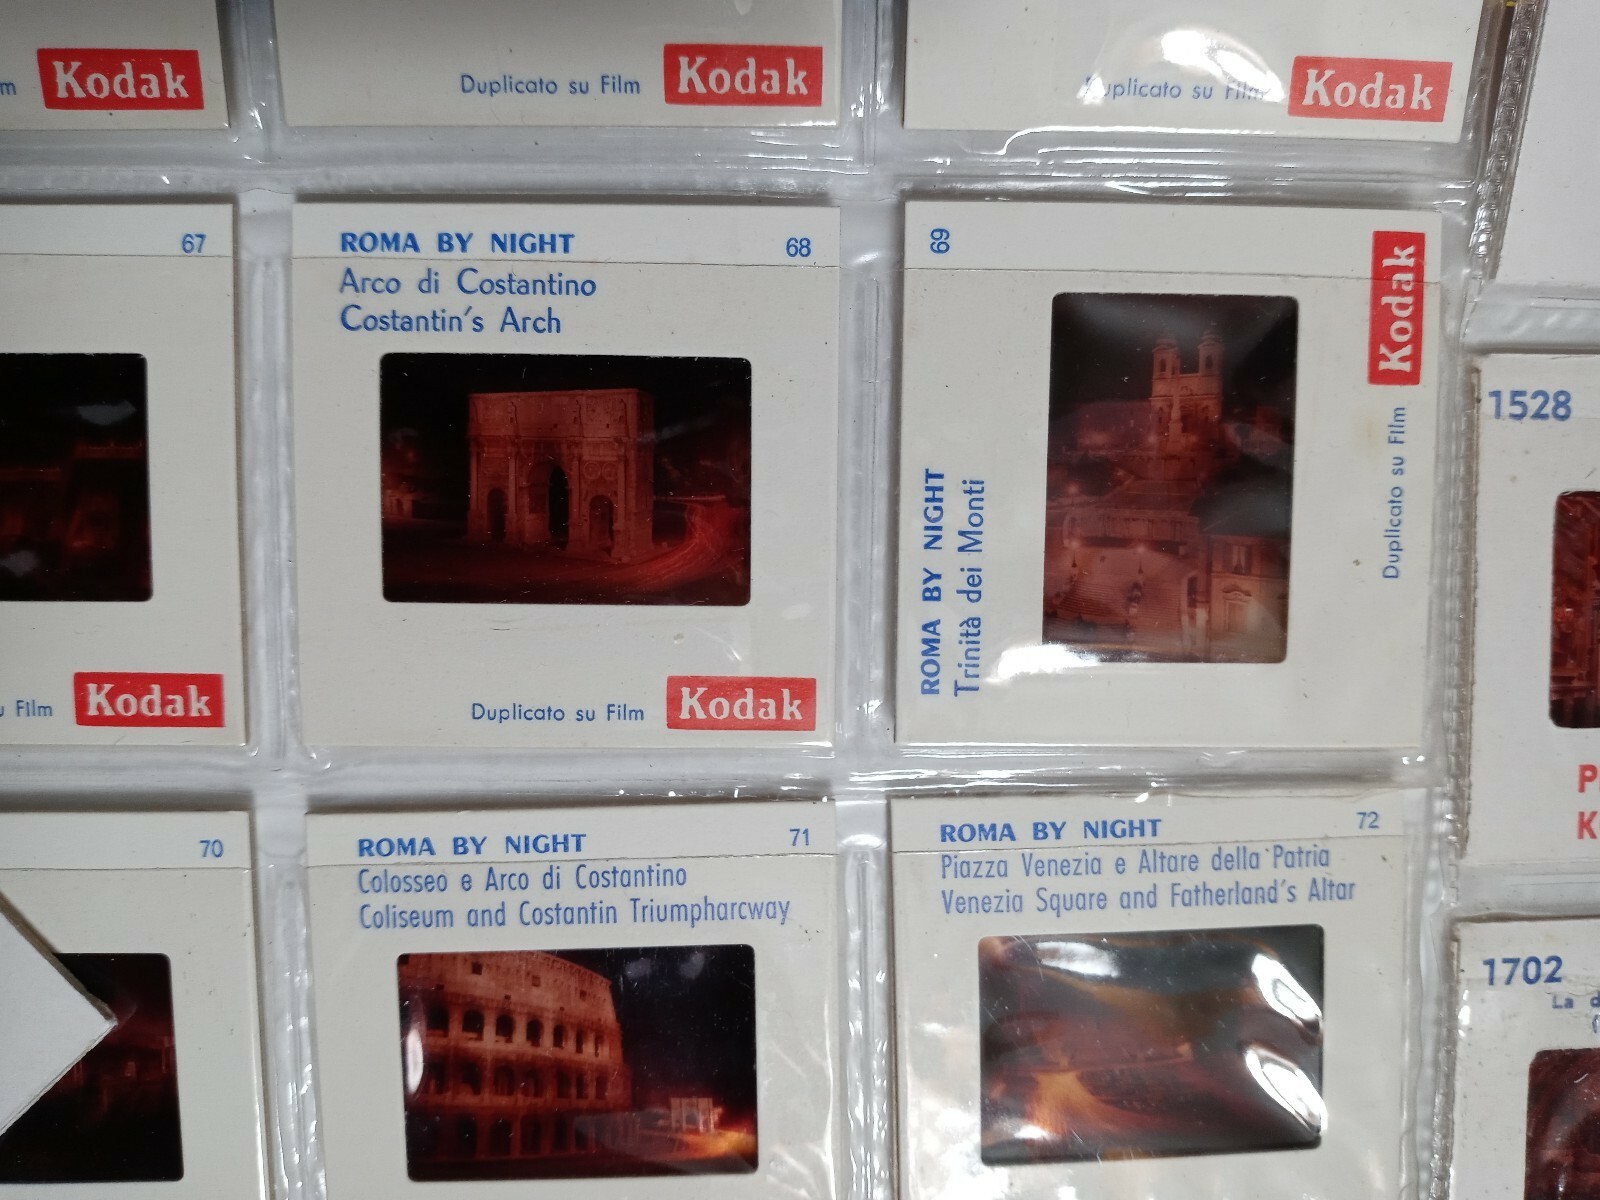 Kodak
Duplicato su Film
Kodak
Duplicato su Film
Kodak
67
ROMA BY NIGHT
68
Arco di Costantino
Costantin's Arch
69
Kodak
Duplicato su Film
ROMA BY NIGHT
Trinità dei Monti
1528
Film
Kodak
Duplicato su Film
Kodak
70
ROMA BY NIGHT
71
Colosseo e Arco di Costantino
Coliseum and Costantin Triumpharcway
ROMA BY NIGHT
72
Piazza Venezia e Altare della Patria
Venezia Square and Fatherland's Altar
1702
La